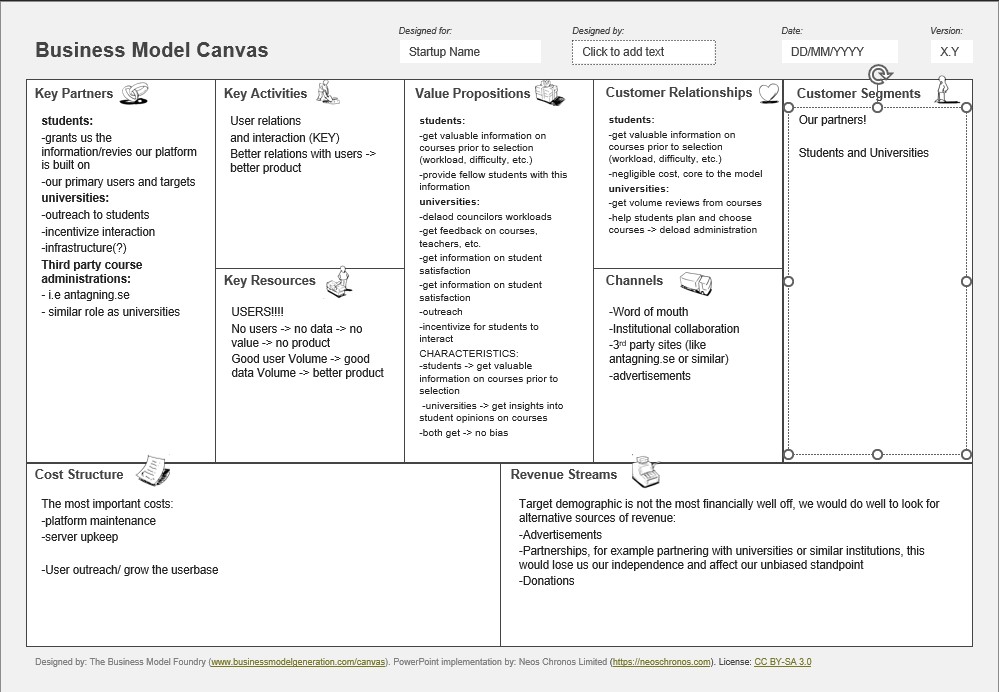 Designed for:
Designed by:
Date:
Version:
Business Model Canvas
Startup Name
Click to add text
DD/MM/YYYY
X.Y
Key Partners
students:
-grants us the
information/revies our platform
is built on
-our primary users and targets
universities:
-outreach to students
-incentivize interaction
-infrastructure(?)
Third party course
administrations:
- i.e antagning.se
- similar role as universities
Key Activities
User relations
and interaction (KEY)
Better relations with users ->
better product
Key Resources
USERS!!!!
No users -> no data -> no
value -> no product
Good user Volume -> good
data Volume -> better product
Value Propositions
students:
-get valuable information on
courses prior to selection
(workload, difficulty, etc.)
-provide fellow students with this
information
universities:
-delaod councilors workloads
-get feedback on courses,
teachers, etc.
-get information on student
satisfaction
-get information on student
satisfaction
-outreach
-incentivize for students to
interact
CHARACTERISTICS:
-students -> get valuable
information on courses prior to
selection
-universities -> get insights into
student opinions on courses
-both get -> no bias
Customer Relationships
students:
-get valuable information on
courses prior to selection
(workload, difficulty, etc.)
-negligible cost, core to the model
universities:
-get volume reviews from courses
-help students plan and choose
courses -> deload administration
Channels
-Word of mouth
-Institutional collaboration
-3rd party sites (like
antagning.se or similar)
-advertisements
Customer Segments
Our partners!
Students and Universities
Cost Structure
The most important costs:
-platform maintenance
-server upkeep
-User outreach/ grow the userbase
Revenue Streams
Target demographic is not the most financially well off, we would do well to look for
alternative sources of revenue:
-Advertisements
-Partnerships, for example partnering with universities or similar institutions, this
would lose us our independence and affect our unbiased standpoint
-Donations
Designed by: The Business Model Foundry (www.businessmodelgeneration.com/canvas). PowerPoint implementation by: Neos Chronos Limited (https://neoschronos.com). License: CC BY-SA 3.0